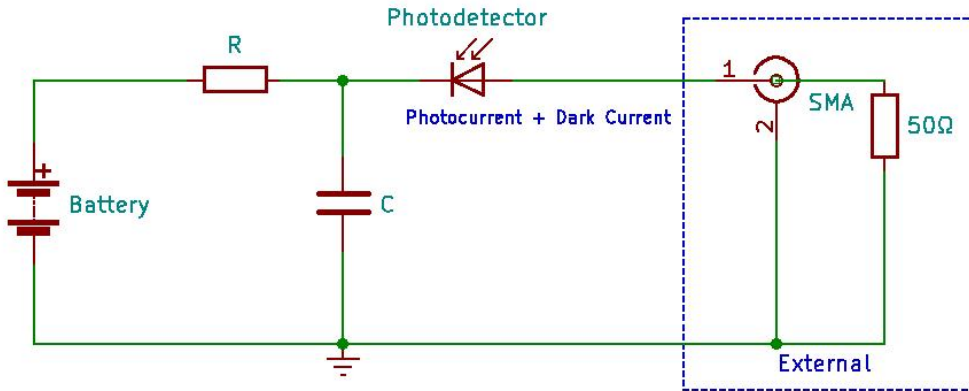 Photodetector
R
1
SMA
Photocurrent + Dark Current
50Ω
2
+
Battery
C
External